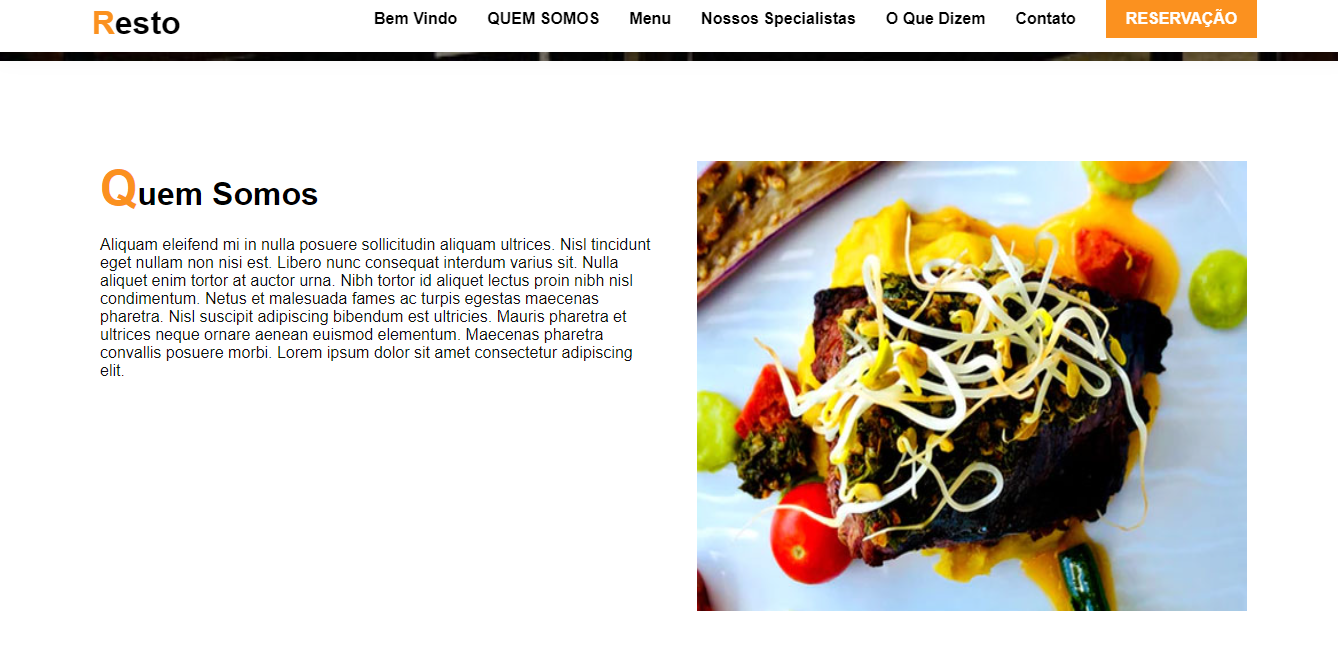 Resto
Bem Vindo QUEM SOMOS Menu Nossos Specialistas O Que Dizem Contato RESERVAÇÃO
Quem Somos
Aliquam eleifend mi in nulla posuere sollicitudin aliquam ultrices. Nisl tincidunt
eget nullam non nisi est. Libero nunc consequat interdum varius sit. Nulla
aliquet enim tortor at auctor urna. Nibh tortor id aliquet lectus proin nibh nisl
condimentum. Netus et malesuada fames ac turpis egestas maecenas
pharetra. Nisl suscipit adipiscing bibendum est ultricies. Mauris pharetra et
ultrices neque ornare aenean euismod elementum. Maecenas pharetra
convallis posuere morbi. Lorem ipsum dolor sit amet consectetur adipiscing
elit.